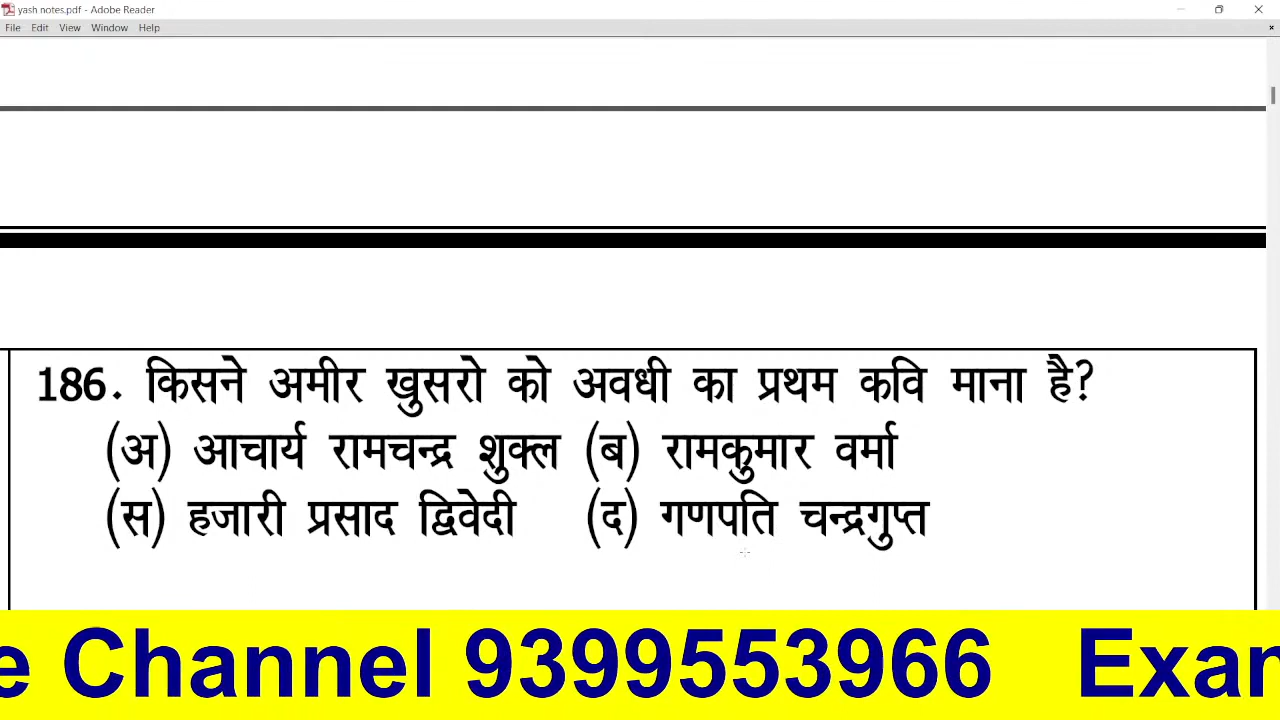 yash notes.pdf - Adobe Reader
File Edit View Window Help
186. किसने अमीर खुसरो को अवधी का प्रथम कवि माना है?
(अ) आचार्य रामचन्द्र शुक्ल (ब) रामकुमार वर्मा
(स) हजारी प्रसाद द्विवेदी (द) गणपति चन्द्रगुप्त
e Channel 9399553966 Exan